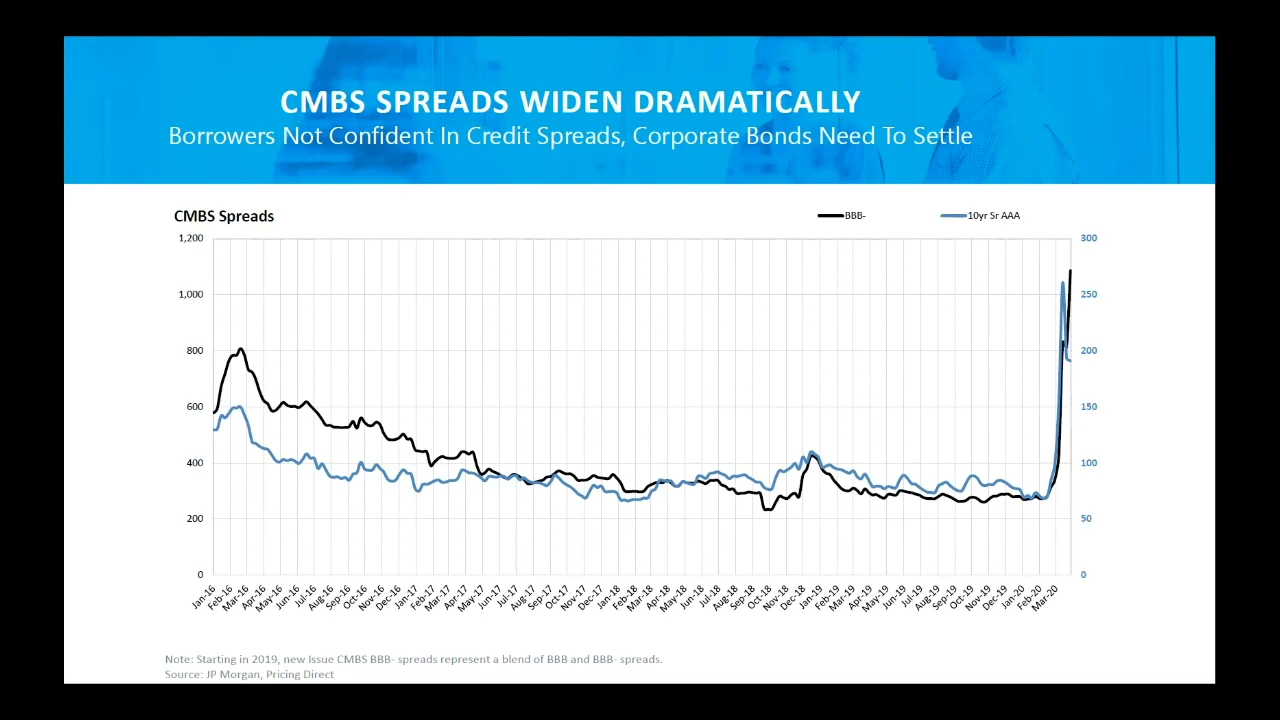 CMBS SPREADS WIDEN DRAMATICALLY
Borrowers Not Confident In Credit Spreads, Corporate Bonds Need To Settle
CMBS Spreads
BBB-
10yr Sr AAA
1,200
1,000
800
600
400
200
0
300
250
200
150
100
50
0
Jan-16
Feb-16
Mar-16
Apr-16
May-16
Jun-16
Jul-16
Aug-16
Sep-16
Oct-16
Nov-16
Dec-16
Jan-17
Feb-17
Mar-17
Apr-17
May-17
Jun-17
Jul-17
Aug-17
Sep-17
Oct-17
Nov-17
Dec-17
Jan-18
Feb-18
Mar-18
Apr-18
May-18
Jun-18
Jul-18
Aug-18
Sep-18
Oct-18
Nov-18
Dec-18
Jan-19
Feb-19
Mar-19
Apr-19
May-19
Jun-19
Jul-19
Aug-19
Sep-19
Oct-19
Nov-19
Dec-19
Jan-20
Feb-20
Mar-20
Note: Starting in 2019, new Issue CMBS BBB- spreads represent a blend of BBB and BBB- spreads.
Source: JP Morgan, Pricing Direct